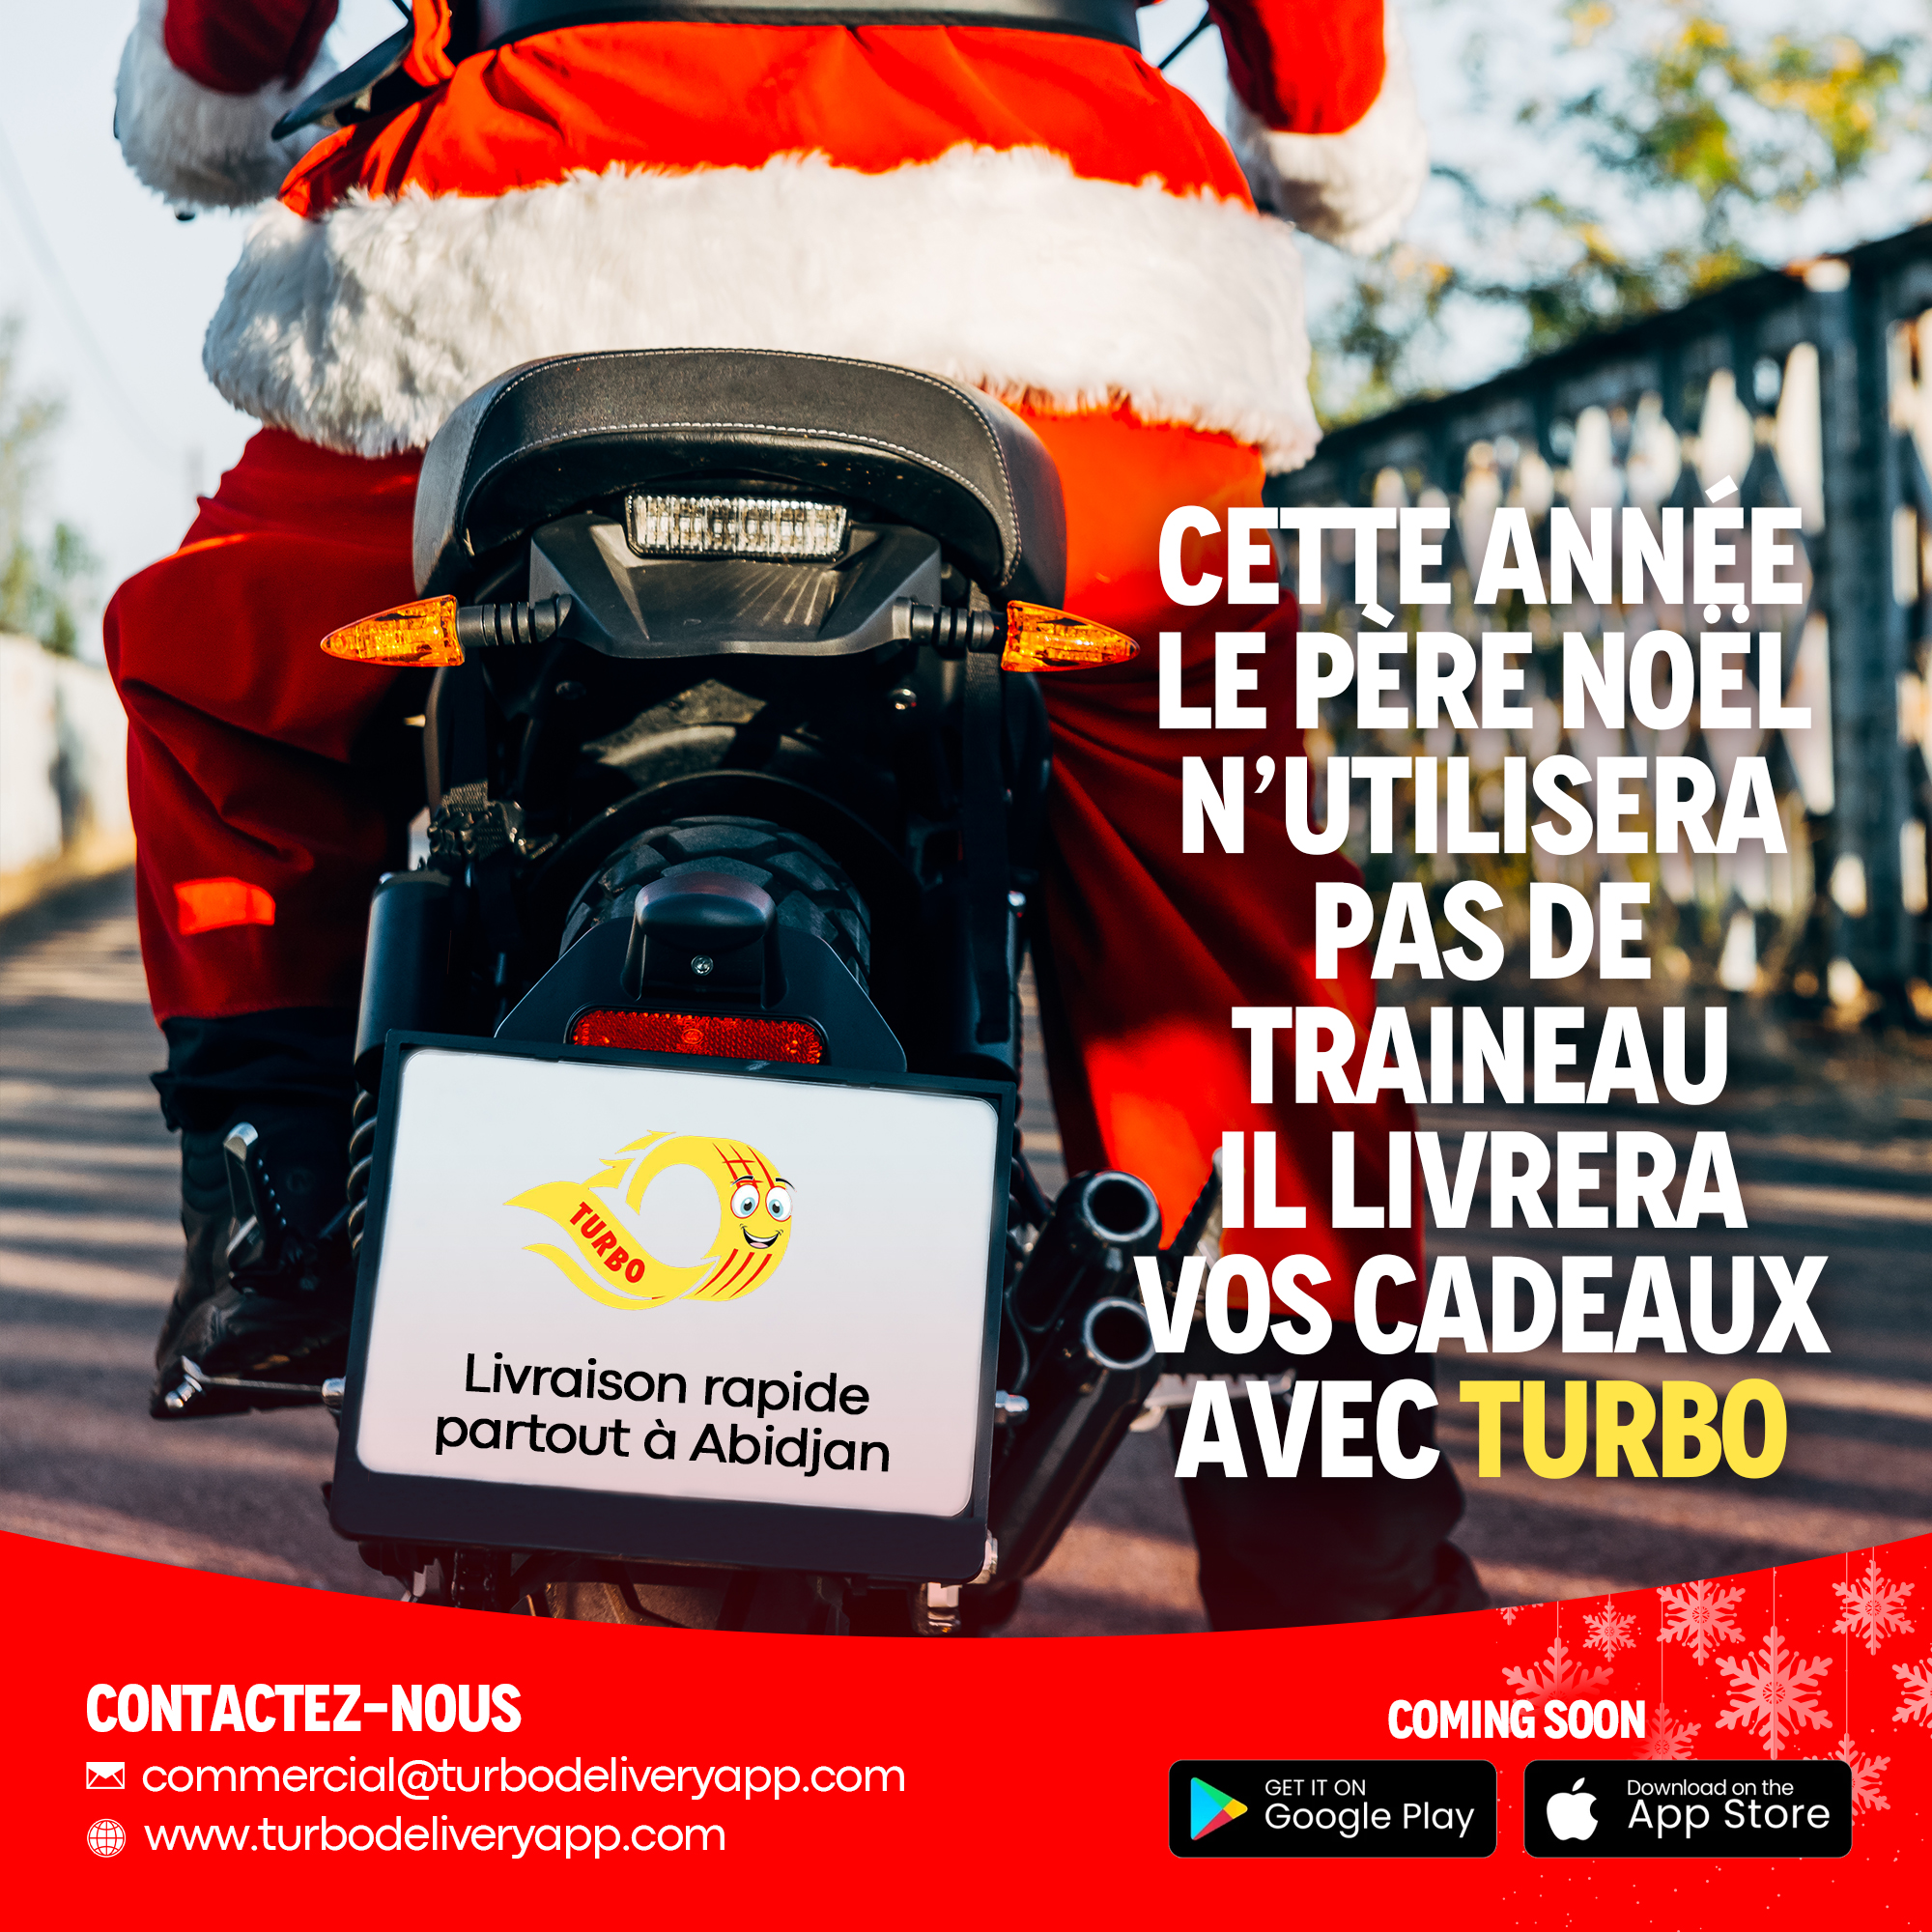 CETTE ANNÉE
LE PÈRE NOËL
N'UTILISERA
PAS DE
TRAINEAU
IL LIVRERA
VOS CADEAUX
AVEC TURBO
TURBO
Livraison rapide
partout à Abidjan
CONTACTEZ-NOUS
commercial@turbodeliveryapp.com
www.turbodeliveryapp.com
COMING SOON
GET IT ON
Google Play
Download on the
App Store